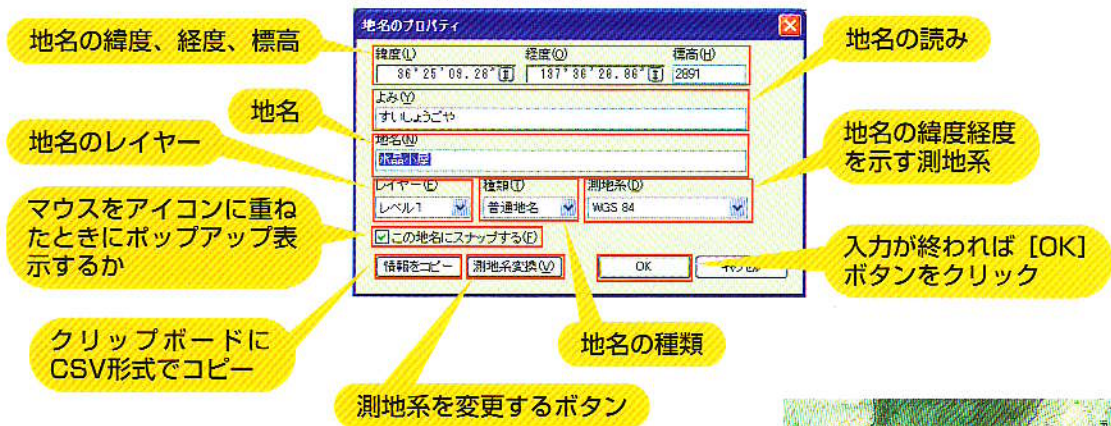 地名のプロパティ
地名の緯度、経度、標高
緯度(L) 経度(O) 標高(H)
36°25'08.28" 137°36'28.86" 2891
地名の読み
よみ(Y)
すいしょうごや
地名
地名(N)
水晶小屋
地名のレイヤー
地名の緯度経度
を示す測地系
レイヤー(E) 種類(T) 測地系(D)
レベル1 普通地名 WGS 84
マウスをアイコンに重ね
たときにポップアップ表
示するか
この地名にスナップする(F)
入力が終われば［OK］
ボタンをクリック
情報をコピー 測地系変換(V) OK キャンセル
クリップボードに
CSV形式でコピー
地名の種類
測地系を変更するボタン